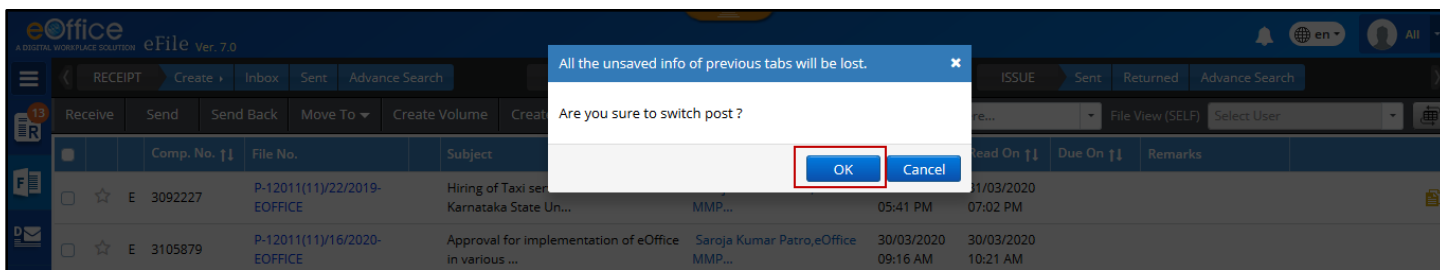 eOffice
A DIGITAL WORKPLACE SOLUTION eFile Ver. 7.0
en
All
All the unsaved info of previous tabs will be lost. ×
RECEIPT Create Inbox Sent Advance Search
ISSUE Sent Returned Advance Search
Are you sure to switch post ?
13
R
Receive Send Send Back Move To Create Volume
re... File View (SELF) Select User
OK Cancel
Comp. No. File No. Subject
Read On Due On Remarks
F
E 3092227 P-12011(11)/22/2019- Hiring of Taxi ser
31/03/2020
EOFFICE Karnataka State Un... MMP... 05:41 PM 07:02 PM
D
E 3105879 P-12011(11)/16/2020- Approval for implementation of eOffice Saroja Kumar Patro,eOffice 30/03/2020 30/03/2020
EOFFICE in various ... MMP... 09:16 AM 10:21 AM